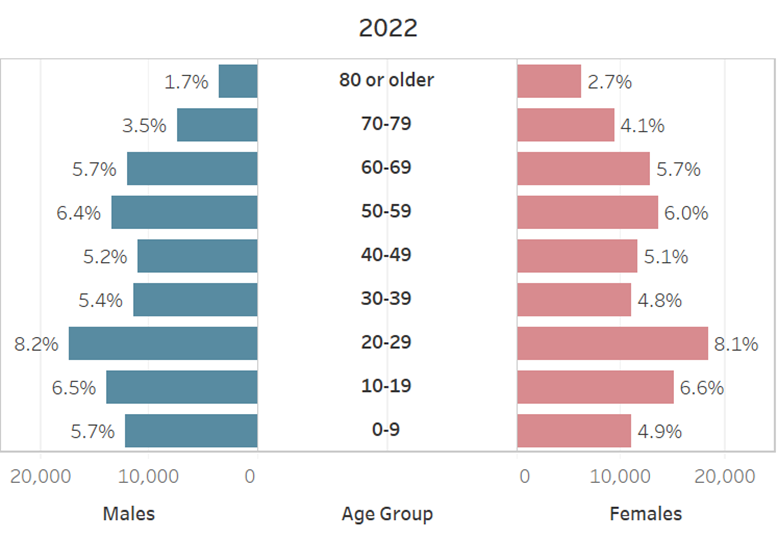 2022
1.7% 80 or older 2.7%
3.5% 70-79 4.1%
5.7% 60-69 5.7%
6.4% 50-59 6.0%
5.2% 40-49 5.1%
5.4% 30-39 4.8%
8.2% 20-29 8.1%
6.5% 10-19 6.6%
5.7% 0-9 4.9%
20,000 10,000 0 0 10,000 20,000
Males Age Group Females